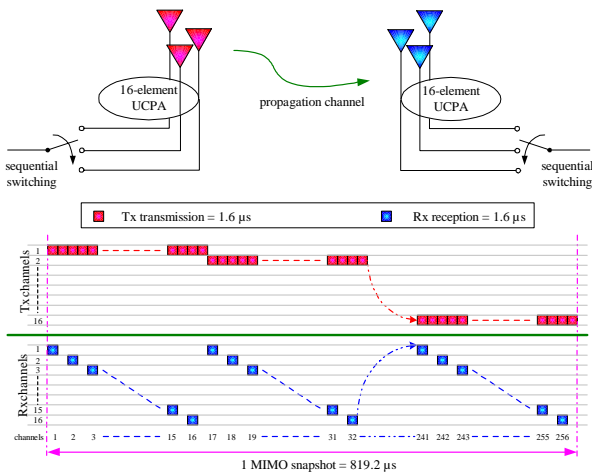 16-element
UCPA
propagation channel
16-element
UCPA
sequential
switching
sequential
switching
Tx transmission = 1.6 µs
Rx reception = 1.6 µs
Tx channels
1
2
16
Rx channels
1
2
3
15
16
channels 1 2 3 15 16 17 18 19 31 32 241 242 243 255 256
1 MIMO snapshot = 819.2 µs